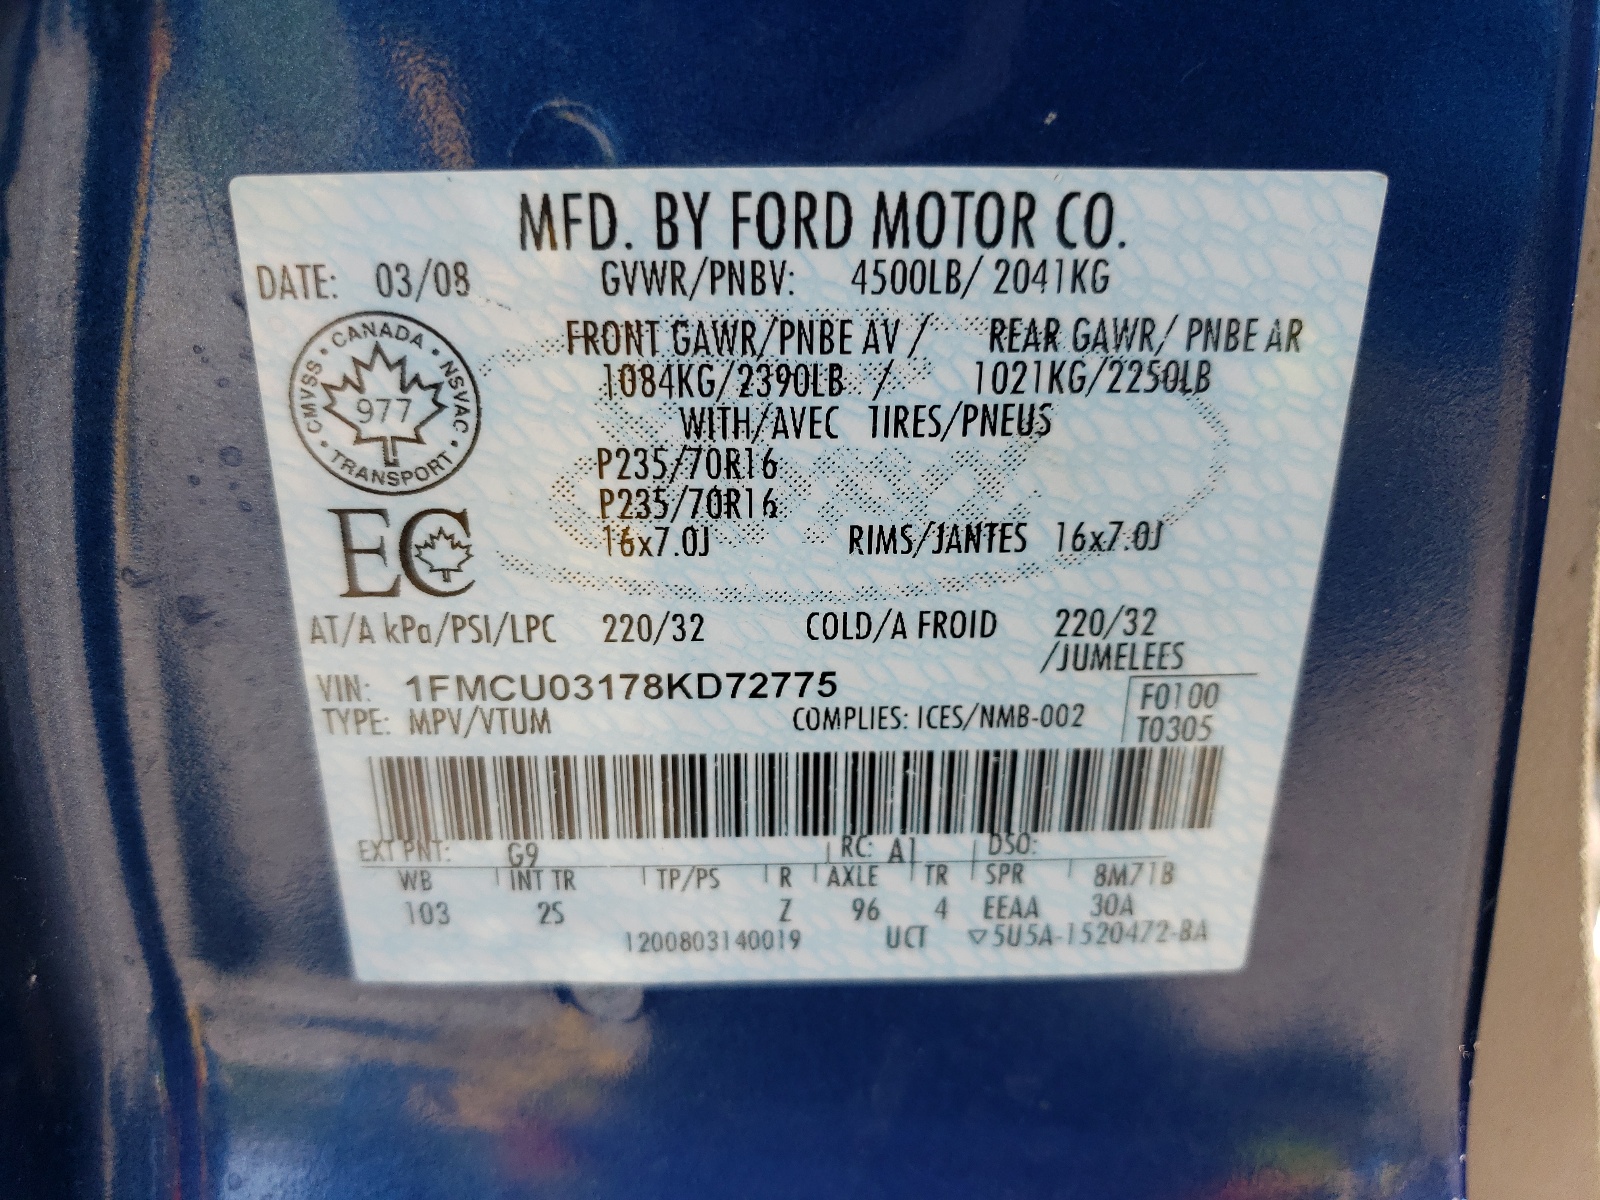 MFD. BY FORD MOTOR CO.
DATE: 03/08 GVWR/PNBV: 4500LB/ 2041KG
CANADA · NSVAC · TRANSPORT · CMVSS ·
977
FRONT GAWR/PNBE AV / REAR GAWR/ PNBE AR
1084KG/2390LB / 1021KG/2250LB
WITH/AVEC TIRES/PNEUS
P235/70R16
P235/70R16
16x7.0J RIMS/JANTES 16x7.0J
EC
AT/A kPa/PSI/LPC 220/32 COLD/A FROID 220/32
/JUMELEES
VIN: 1FMCU03178KD72775
F0100
TYPE: MPV/VTUM COMPLIES: ICES/NMB-002 T0305
EXT PNT: G9 RC: A1 DSO:
WB INT TR TP/PS R AXLE TR SPR 8M71B
103 2S Z 96 4 EEAA 30A
1200803140019 UCT ▽5U5A-1520472-BA